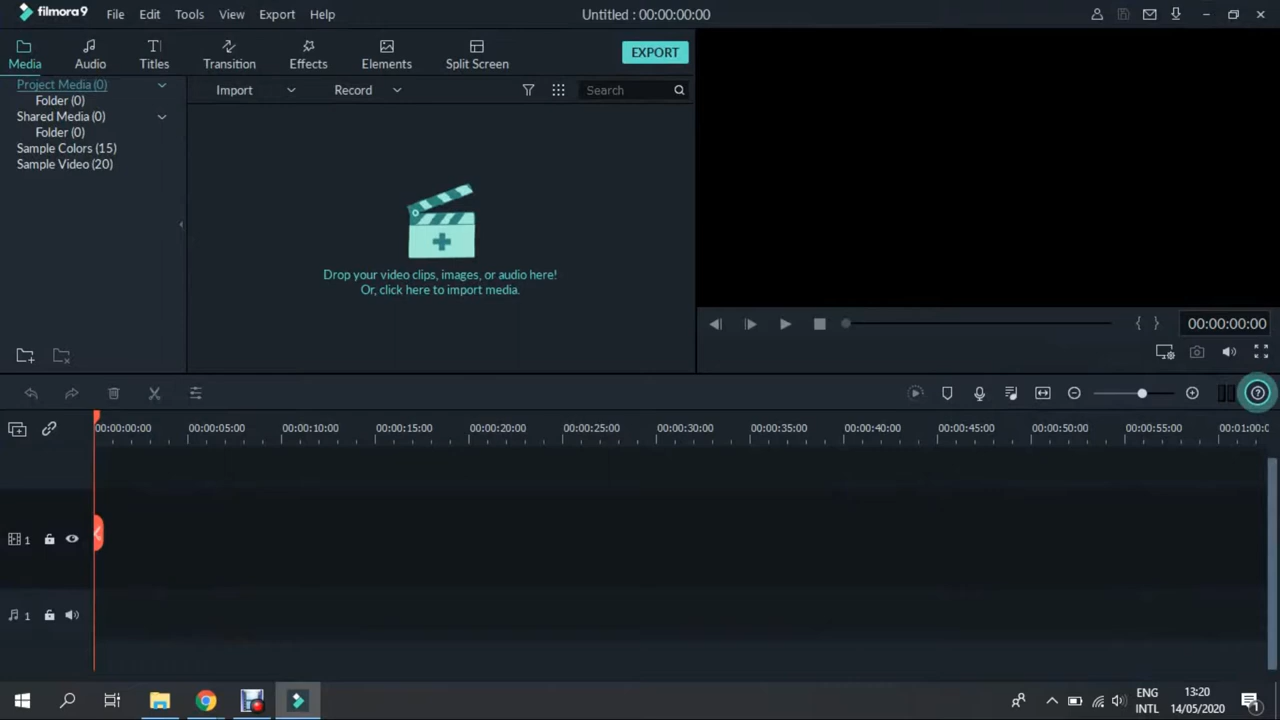 filmora9 File Edit Tools View Export Help Untitled : 00:00:00:00
Media Audio Titles Transition Effects Elements Split Screen EXPORT
Project Media (0)
Folder (0)
Shared Media (0)
Folder (0)
Sample Colors (15)
Sample Video (20)
Import Record Search
Drop your video clips, images, or audio here!
Or, click here to import media.
{ } 00:00:00:00
00:00:00:00 00:00:05:00 00:00:10:00 00:00:15:00 00:00:20:00 00:00:25:00 00:00:30:00 00:00:35:00 00:00:40:00 00:00:45:00 00:00:50:00 00:00:55:00 00:01:00:0
1
1
ENG 13:20
INTL 14/05/2020 1